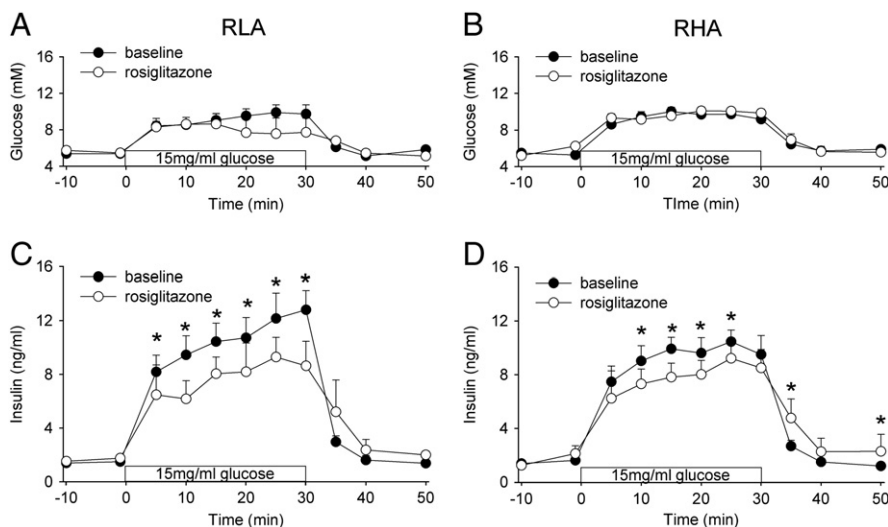 A
RLA
baseline
rosiglitazone
Glucose (mM)
16
12
8
4
15mg/ml glucose
-10 0 10 20 30 40 50
Time (min)
B
RHA
baseline
rosiglitazone
Glucose (mM)
16
12
8
4
15mg/ml glucose
-10 0 10 20 30 40 50
TIme (min)
C
baseline
rosiglitazone
Insulin (ng/ml)
16
12
8
4
0
* * * * * *
15mg/ml glucose
-10 0 10 20 30 40 50
Time (min)
D
baseline
rosiglitazone
Insulin (ng/ml)
16
12
8
4
0
* * * * * *
15mg/ml glucose
-10 0 10 20 30 40 50
Time (min)